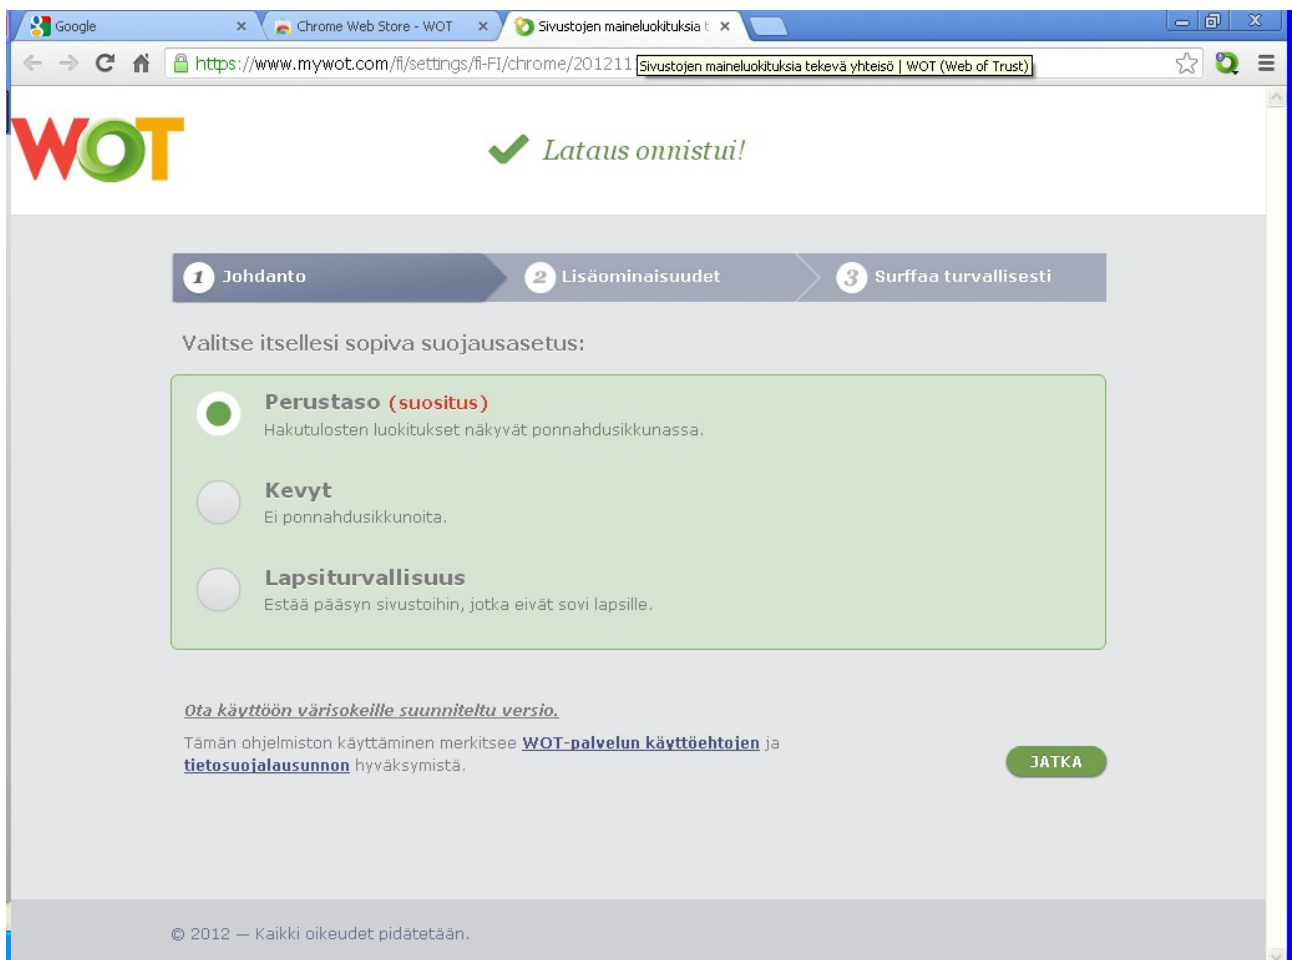 Google
Chrome Web Store - WOT
Sivustojen maineluokituksia t
https://www.mywot.com/fi/settings/fi-FI/chrome/201211
Sivustojen maineluokituksia tekevä yhteisö | WOT (Web of Trust)
WOT
Lataus onnistui!
1 Johdanto
2 Lisäominaisuudet
3 Surffaa turvallisesti
Valitse itsellesi sopiva suojausasetus:
Perustaso (suositus)
Hakutulosten luokitukset näkyvät ponnahdusikkunassa.
Kevyt
Ei ponnahdusikkunoita.
Lapsiturvallisuus
Estää pääsyn sivustoihin, jotka eivät sovi lapsille.
Ota käyttöön värisokeille suunniteltu versio.
Tämän ohjelmiston käyttäminen merkitsee WOT-palvelun käyttöehtojen ja
tietosuojalausunnon hyväksymistä.
JATKA
© 2012 — Kaikki oikeudet pidätetään.